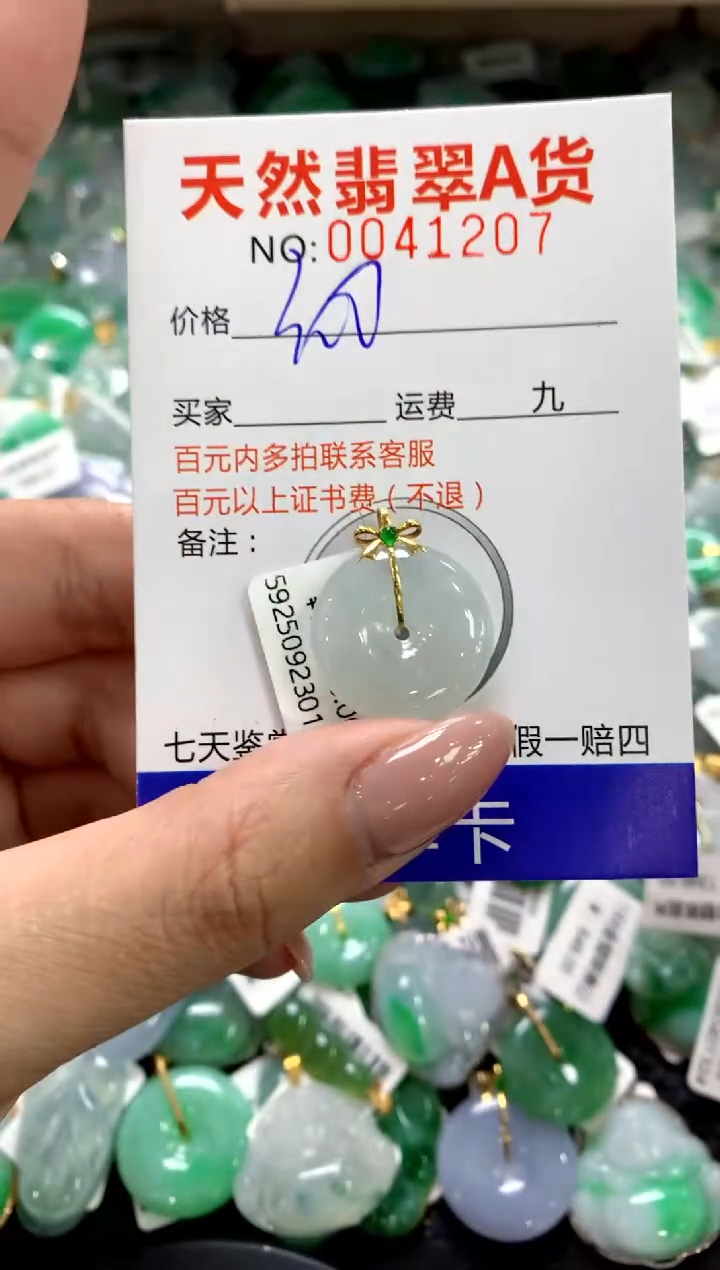 天然翡翠A货
NO:0041207
价格
买家 运费 九
百元内多拍联系客服
百元以上证书费(不退)
备注:
5925092301
七天鉴 假一赔四
卡